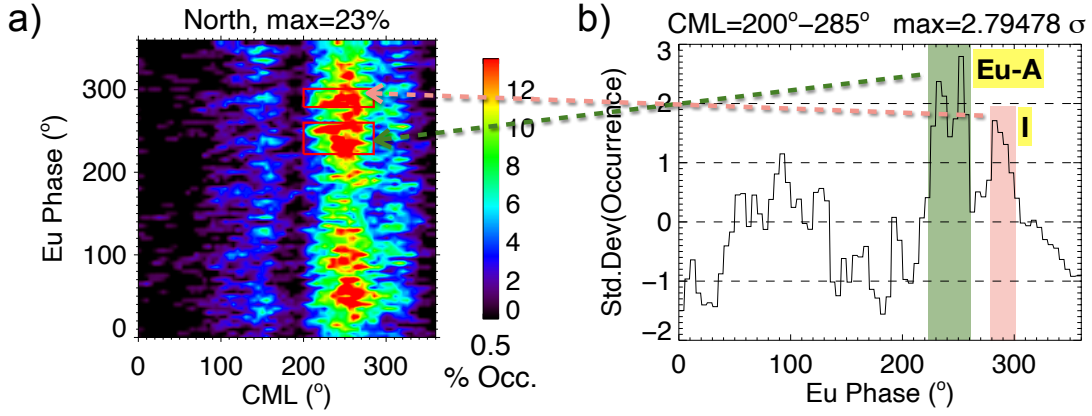 a)
North, max=23%
Eu Phase (°)
300
200
100
0
0
100
200
300
CML (°)
12
10
8
6
4
2
0
0.5
% Occ.
b)
CML=200°−285°
max=2.79478 σ
Std.Dev(Occurrence)
3
2
1
0
−1
−2
Eu-A
I
0
100
200
300
Eu Phase (°)